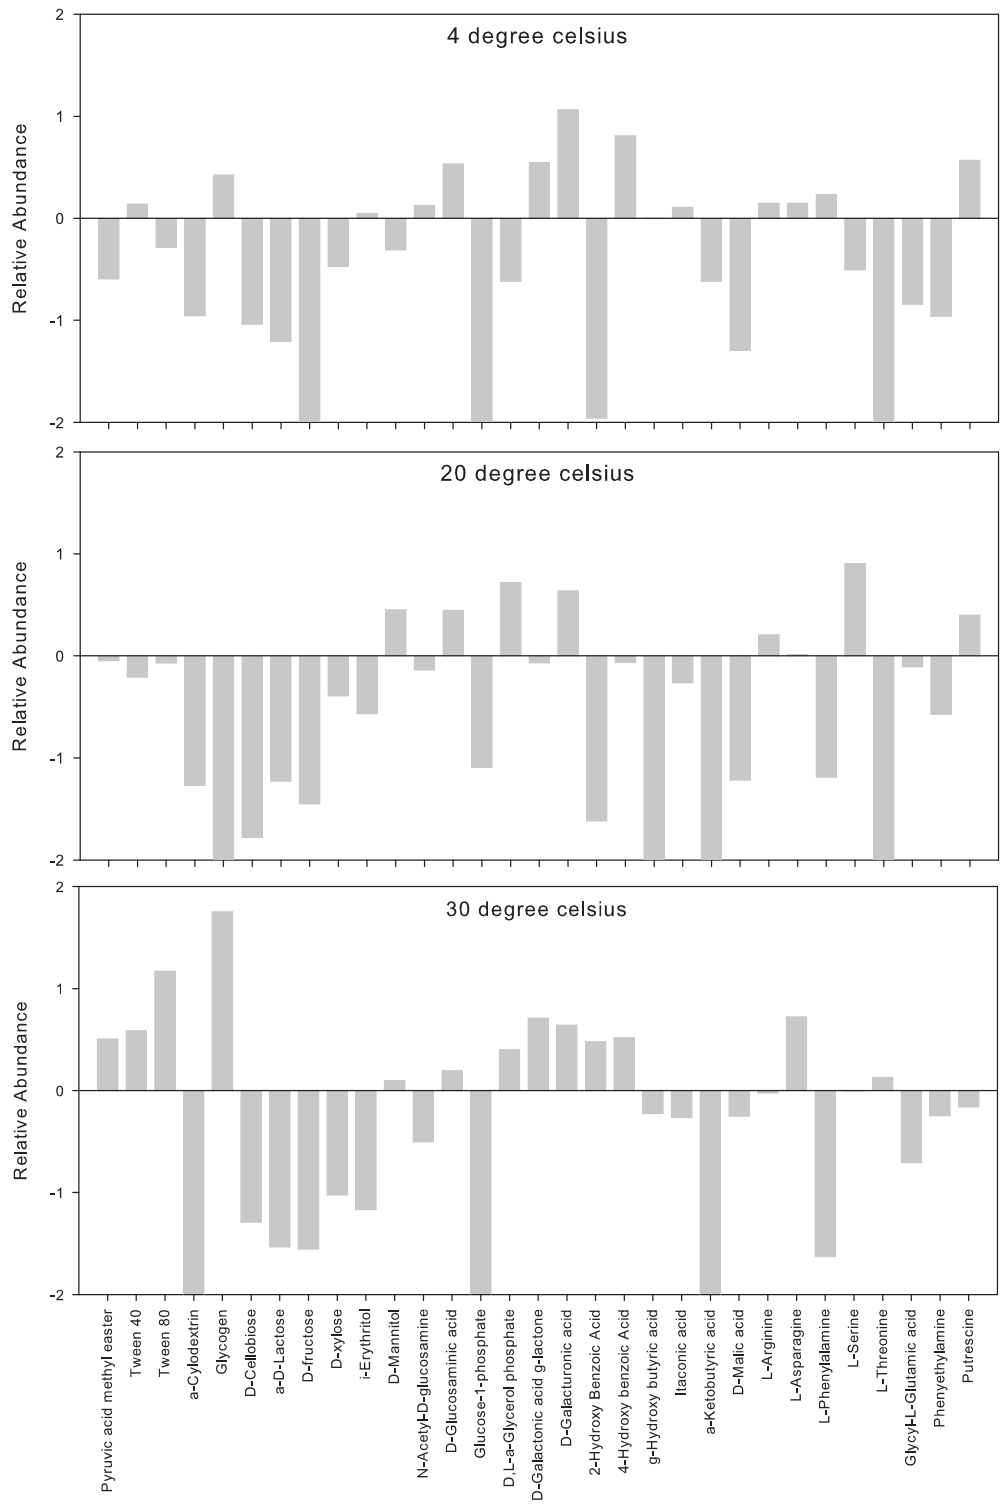 4 degree celsius
Relative Abundance
2
1
0
-1
-2
20 degree celsius
Relative Abundance
2
1
0
-1
-2
30 degree celsius
Relative Abundance
2
1
0
-1
-2
Pyruvic acid methyl easter
Tween 40
Tween 80
a-Cylodextrin
Glycogen
D-Cellobiose
a-D-Lactose
D-fructose
D-xylose
i-Erythritol
D-Mannitol
N-Acetyl-D-glucosamine
D-Glucosaminic acid
Glucose-1-phosphate
D,L-a-Glycerol phosphate
D-Galactonic acid g-lactone
D-Galacturonic acid
2-Hydroxy Benzoic Acid
4-Hydroxy benzoic Acid
g-Hydroxy butyric acid
Itaconic acid
a-Ketobutyric acid
D-Malic acid
L-Arginine
L-Asparagine
L-Phenylalamine
L-Serine
L-Threonine
Glycyl-L-Glutamic acid
Phenyethylamine
Putrescine